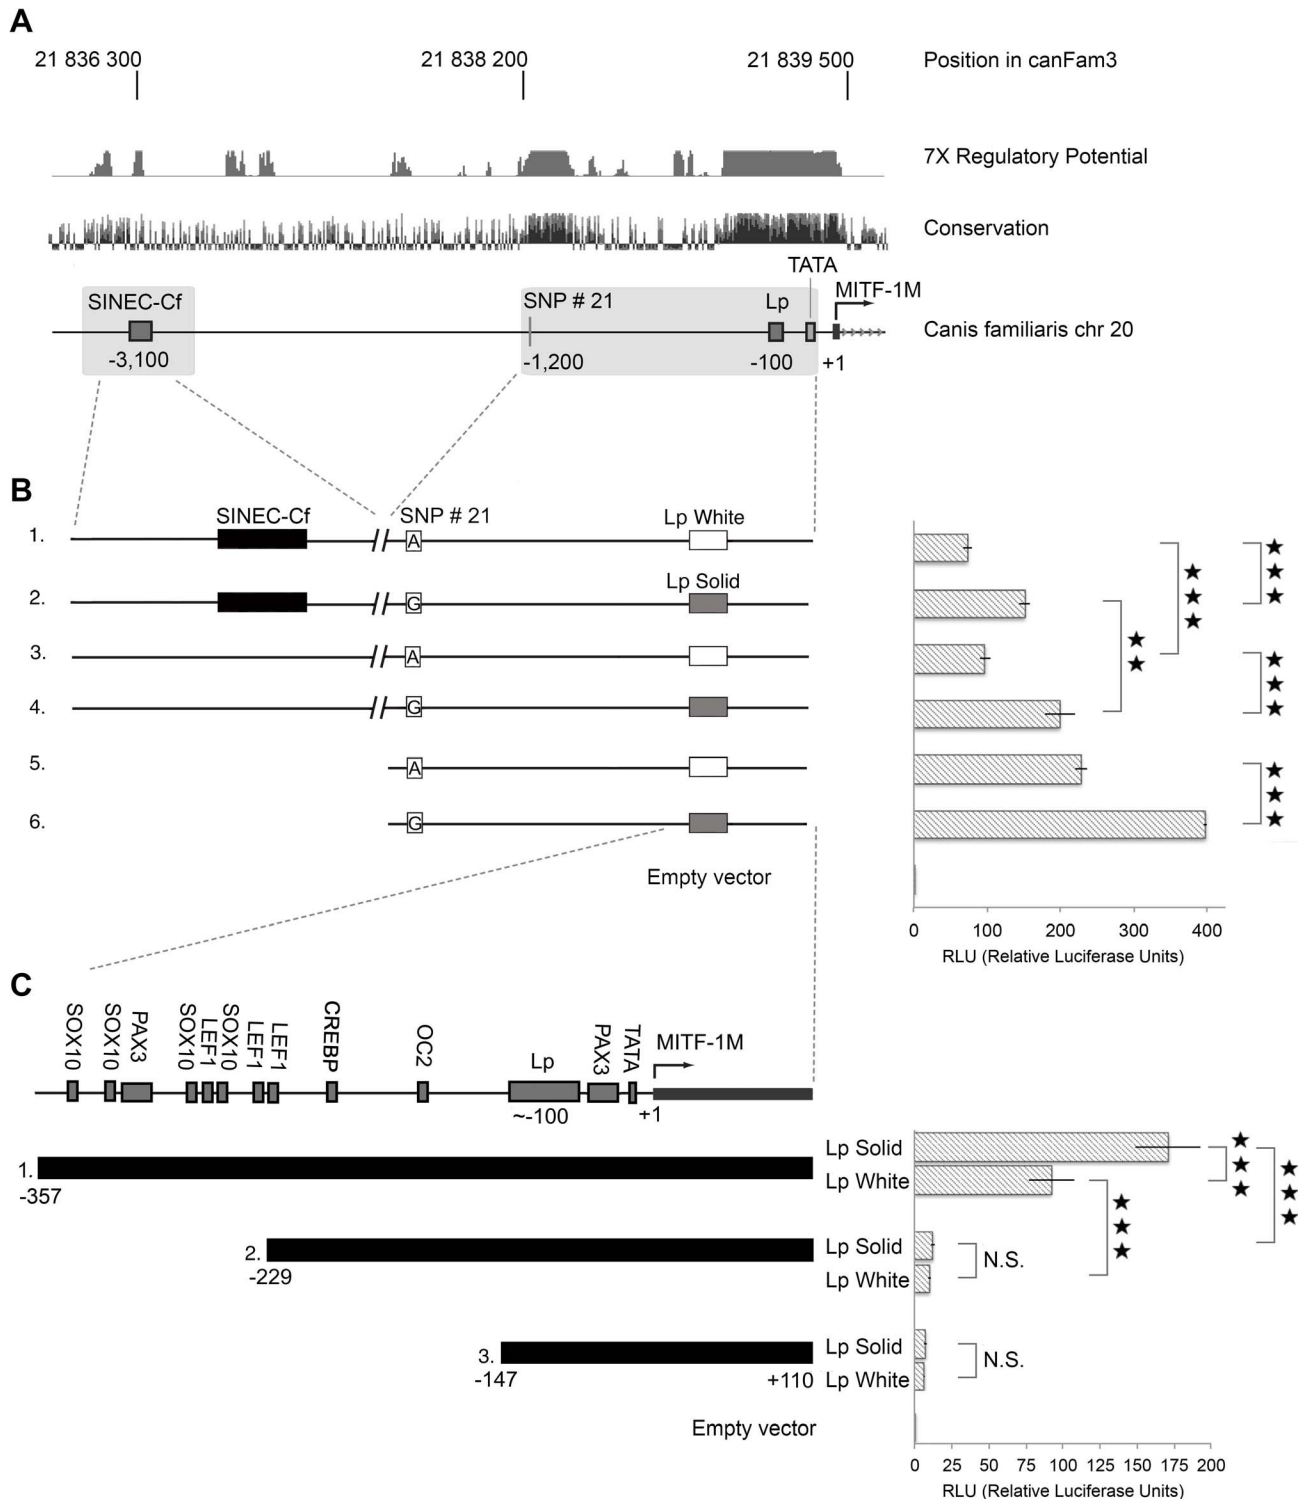 A
21 836 300 21 838 200 21 839 500 Position in canFam3
7X Regulatory Potential
Conservation
TATA
SINEC-Cf SNP # 21 Lp MITF-1M
Canis familiaris chr 20
-3,100 -1,200 -100 +1
B
SINEC-Cf SNP # 21 Lp White
1. A
Lp Solid
2. G
3. A
4. G
5. A
6. G
Empty vector
0 100 200 300 400
RLU (Relative Luciferase Units)
C
SOX10 SOX10 PAX3 SOX10 LEF1 SOX10 LEF1 LEF1 CREBP OC2 Lp PAX3 TATA MITF-1M
~-100 +1
1. Lp Solid
-357 Lp White
2. Lp Solid
-229 Lp White
N.S.
3. Lp Solid
-147 +110 Lp White
N.S.
Empty vector
0 25 50 75 100 125 150 175 200
RLU (Relative Luciferase Units)